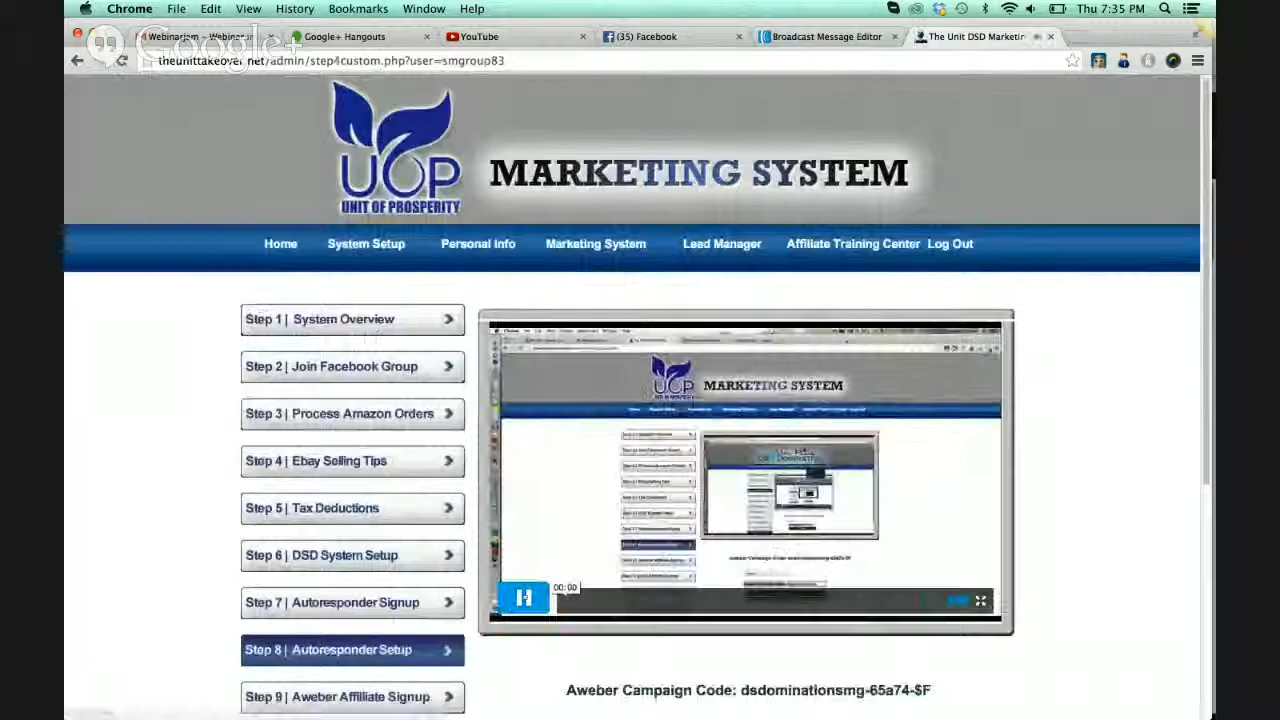 Chrome File Edit View History Bookmarks Window Help Thu 7:35 PM
Google+ Hangouts YouTube (35) Facebook Broadcast Message Editor The Unit DSD Marketin
Google+
theunittakeover.net/admin/step4custom.php?user=smgroup83
UOP
UNIT OF PROSPERITY
MARKETING SYSTEM
Home System Setup Personal Info Marketing System Lead Manager Affiliate Training Center Log Out
Step 1 | System Overview
Step 2 | Join Facebook Group
Step 3 | Process Amazon Orders
Step 4 | Ebay Selling Tips
Step 5 | Tax Deductions
Step 6 | DSD System Setup
Step 7 | Autoresponder Signup
Step 8 | Autoresponder Setup
Step 9 | Aweber Affiliate Signup
UOP
MARKETING SYSTEM
00:00
Aweber Campaign Code: dsdominationsmg-65a74-$F